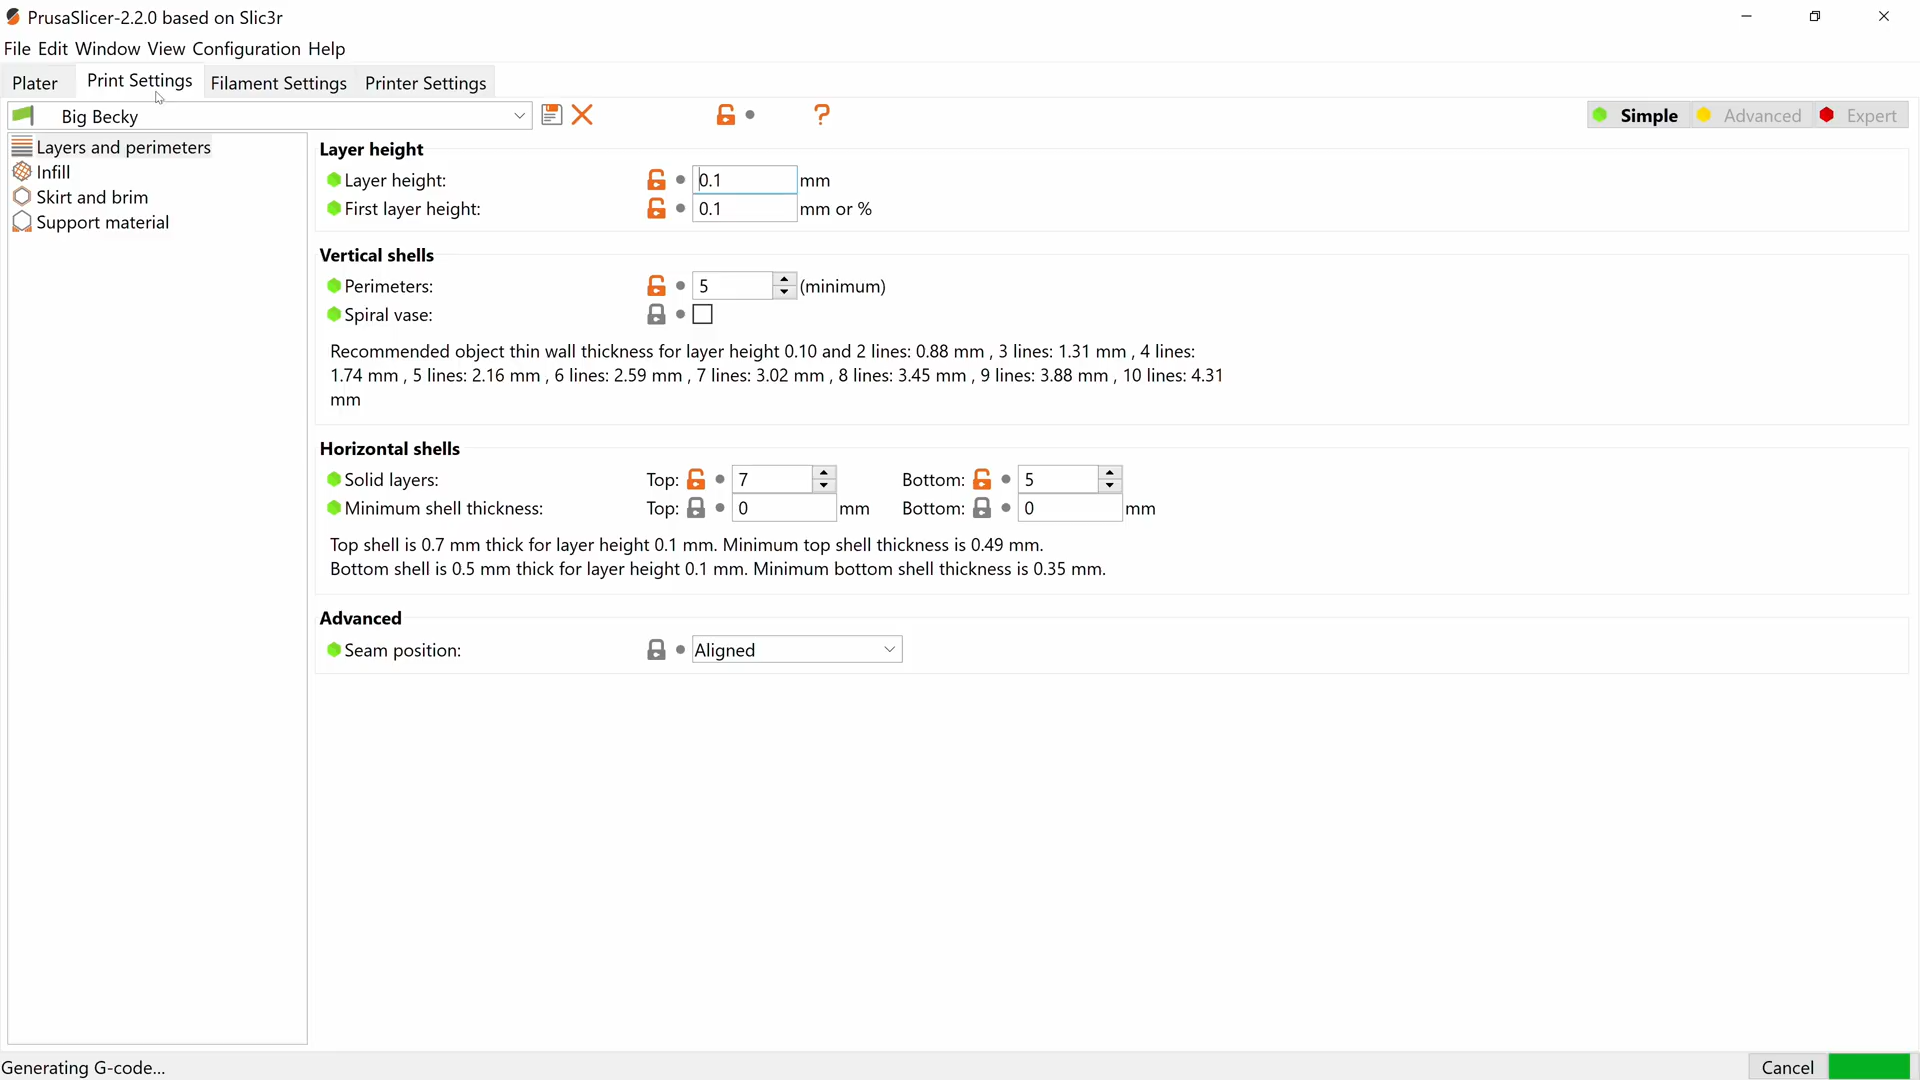 PrusaSlicer-2.2.0 based on Slic3r
File Edit Window View Configuration Help
Plater Print Settings Filament Settings Printer Settings
Big Becky ? Simple Advanced Expert
Layers and perimeters
Infill
Skirt and brim
Support material
Layer height
Layer height: 0.1 mm
First layer height: 0.1 mm or %
Vertical shells
Perimeters: 5 (minimum)
Spiral vase:
Recommended object thin wall thickness for layer height 0.10 and 2 lines: 0.88 mm , 3 lines: 1.31 mm , 4 lines:
1.74 mm , 5 lines: 2.16 mm , 6 lines: 2.59 mm , 7 lines: 3.02 mm , 8 lines: 3.45 mm , 9 lines: 3.88 mm , 10 lines: 4.31
mm
Horizontal shells
Solid layers: Top: 7 Bottom: 5
Minimum shell thickness: Top: 0 mm Bottom: 0 mm
Top shell is 0.7 mm thick for layer height 0.1 mm. Minimum top shell thickness is 0.49 mm.
Bottom shell is 0.5 mm thick for layer height 0.1 mm. Minimum bottom shell thickness is 0.35 mm.
Advanced
Seam position: Aligned
Generating G-code... Cancel